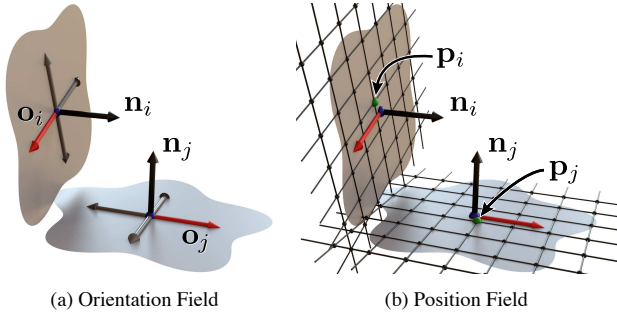 p_i
o_i
n_i
n_i
n_j
n_j
p_j
o_j
(a) Orientation Field
(b) Position Field